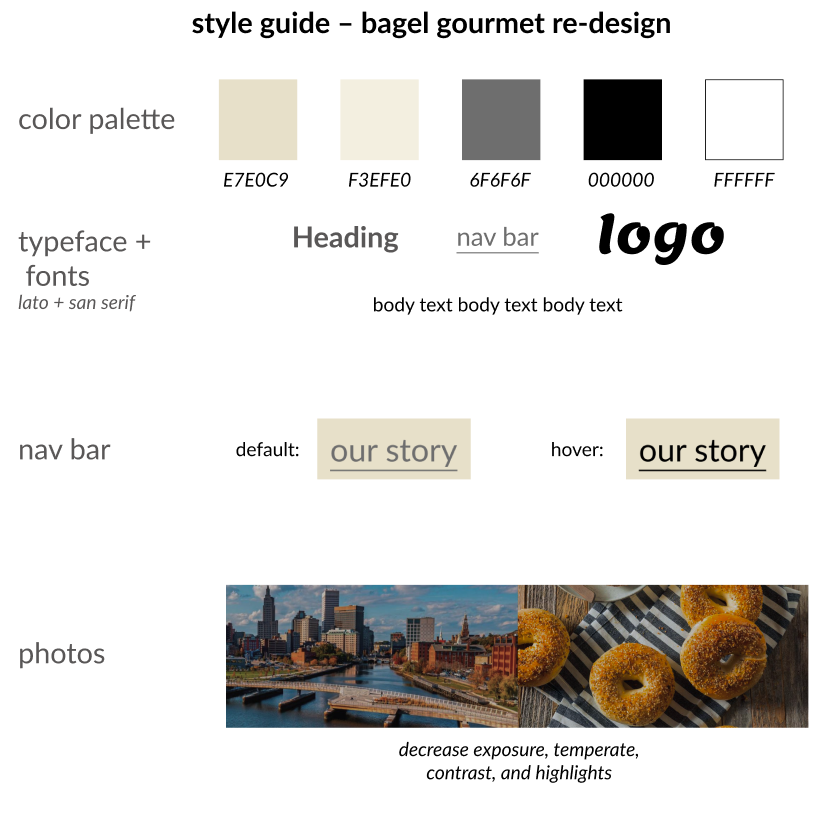 style guide – bagel gourmet re-design
color palette
E7E0C9 F3EFE0 6F6F6F 000000 FFFFFF
typeface +
fonts
lato + san serif
Heading nav bar logo
body text body text body text
nav bar
default: our story hover: our story
photos
decrease exposure, temperate,
contrast, and highlights